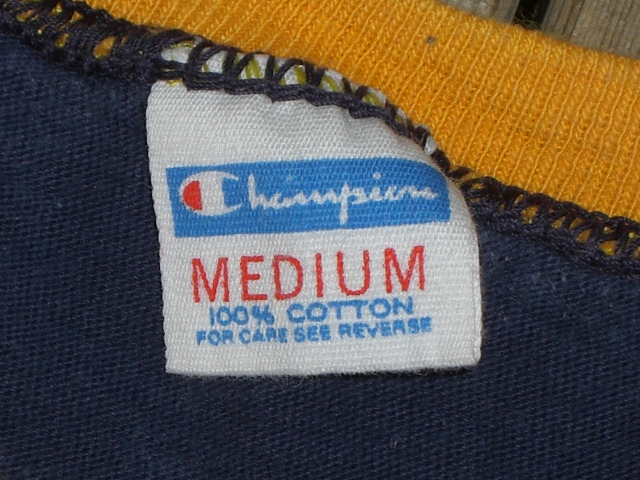 Champion
MEDIUM
100% COTTON
FOR CARE SEE REVERSE